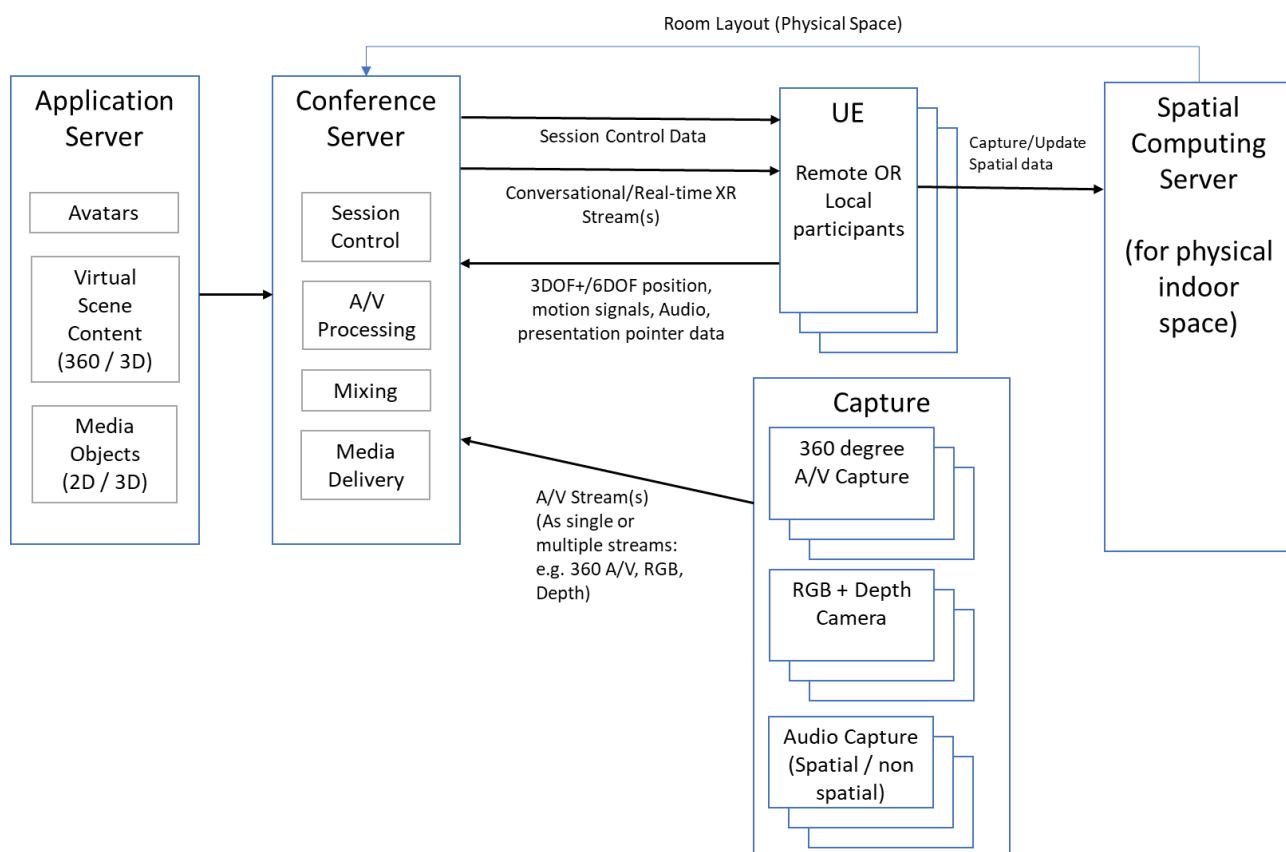 Room Layout (Physical Space)
Application
Server
Avatars
Virtual
Scene
Content
(360 / 3D)
Media
Objects
(2D / 3D)
Conference
Server
Session
Control
A/V
Processing
Mixing
Media
Delivery
Session Control Data
Conversational/Real-time XR
Stream(s)
3DOF+/6DOF position,
motion signals, Audio,
presentation pointer data
A/V Stream(s)
(As single or
multiple streams:
e.g. 360 A/V, RGB,
Depth)
UE
Remote OR
Local
participants
Capture/Update
Spatial data
Spatial
Computing
Server
(for physical
indoor
space)
Capture
360 degree
A/V Capture
RGB + Depth
Camera
Audio Capture
(Spatial / non
spatial)